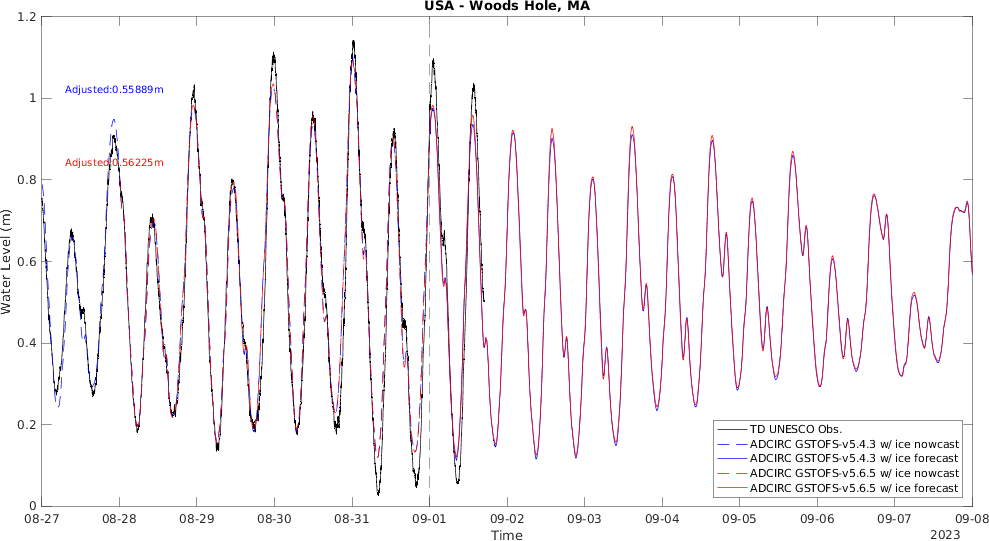 USA - Woods Hole, MA
1.2
1
0.8
0.6
0.4
0.2
0
Water Level (m)
Adjusted:0.55889m
Adjusted:0.56225m
TD UNESCO Obs.
ADCIRC GSTOFS-v5.4.3 w/ ice nowcast
ADCIRC GSTOFS-v5.4.3 w/ ice forecast
ADCIRC GSTOFS-v5.6.5 w/ ice nowcast
ADCIRC GSTOFS-v5.6.5 w/ ice forecast
08-27 08-28 08-29 08-30 08-31 09-01 09-02 09-03 09-04 09-05 09-06 09-07 09-08
Time
2023